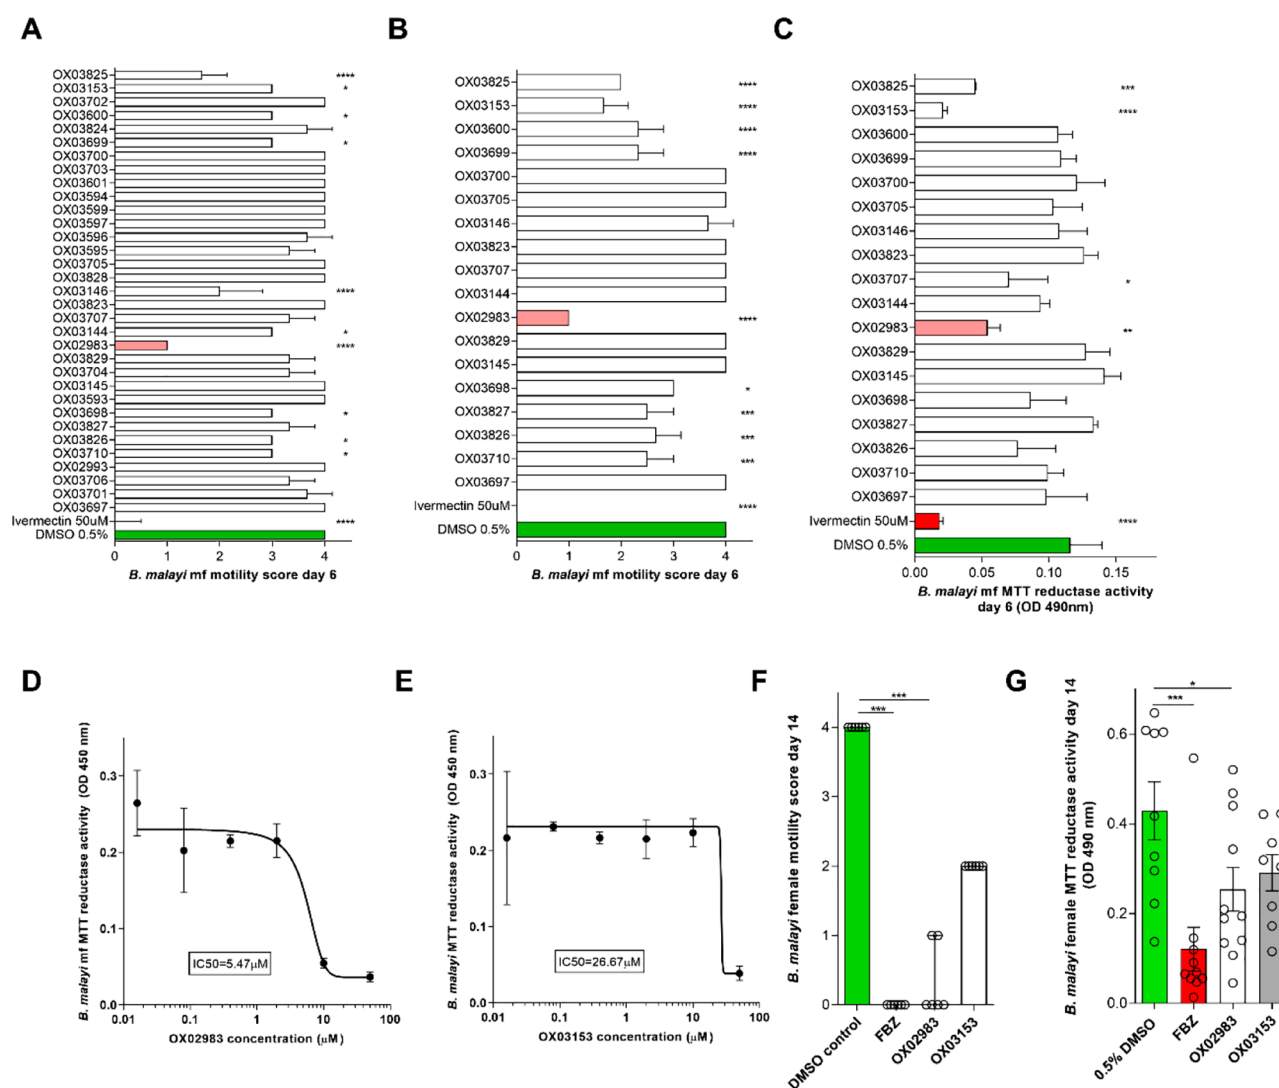 A
OX03825 ****
OX03153 *
OX03702
OX03600 *
OX03824
OX03699 *
OX03700
OX03703
OX03601
OX03594
OX03599
OX03597
OX03596
OX03595
OX03705
OX03828
OX03146 ****
OX03823
OX03707
OX03144 *
OX02983 ****
OX03829
OX03704
OX03145
OX03593
OX03698 *
OX03827
OX03826 *
OX03710 *
OX02993
OX03706
OX03701
OX03697
Ivermectin 50uM ****
DMSO 0.5%
0 1 2 3 4
B. malayi mf motility score day 6
B
OX03825 ****
OX03153 ****
OX03600 ****
OX03699 ****
OX03700
OX03705
OX03146
OX03823
OX03707
OX03144
OX02983 ****
OX03829
OX03145
OX03698 *
OX03827 ***
OX03826 ***
OX03710 ***
OX03697
Ivermectin 50uM ****
DMSO 0.5%
0 1 2 3 4
B. malayi mf motility score day 6
C
OX03825 ***
OX03153 ****
OX03600
OX03699
OX03700
OX03705
OX03146
OX03823
OX03707 *
OX03144
OX02983 **
OX03829
OX03145
OX03698
OX03827
OX03826
OX03710
OX03697
Ivermectin 50uM ****
DMSO 0.5%
0.00 0.05 0.10 0.15
B. malayi mf MTT reductase activity
day 6 (OD 490nm)
D
B. malayi mf MTT reductase activity (OD 450 nm)
0.3
0.2
0.1
0.0
IC50=5.47µM
0.01 0.1 1 10 100
OX02983 concentration (µM)
E
B. malayi MTT reductase activity (OD 450 nm)
0.3
0.2
0.1
0.0
IC50=26.67µM
0.01 0.1 1 10 100
OX03153 concentration (µM)
F
B. malayi female motility score day 14
***
***
4
3
2
1
0
DMSO control
FBZ
OX02983
OX03153
G
B. malayi female MTT reductase activity day 14
(OD 490 nm)
*
***
0.6
0.4
0.2
0.0
0.5% DMSO
FBZ
OX02983
OX03153